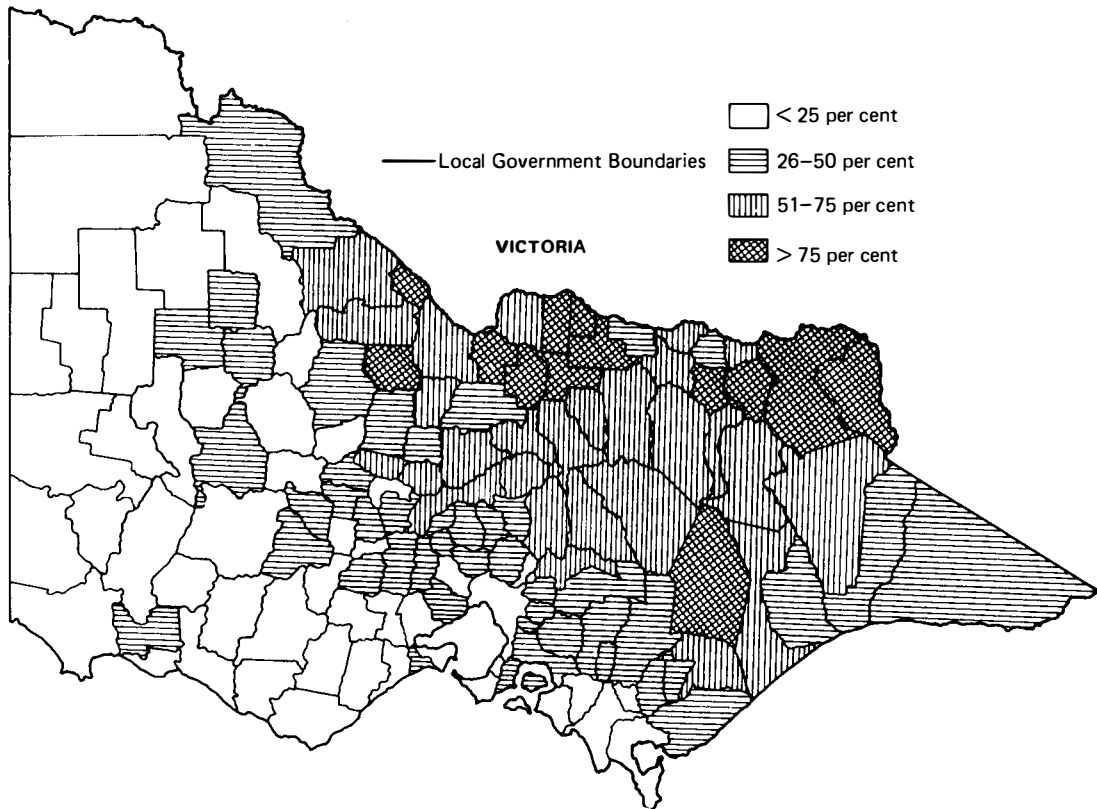 < 25 per cent
Local Government Boundaries
26–50 per cent
51–75 per cent
VICTORIA
> 75 per cent